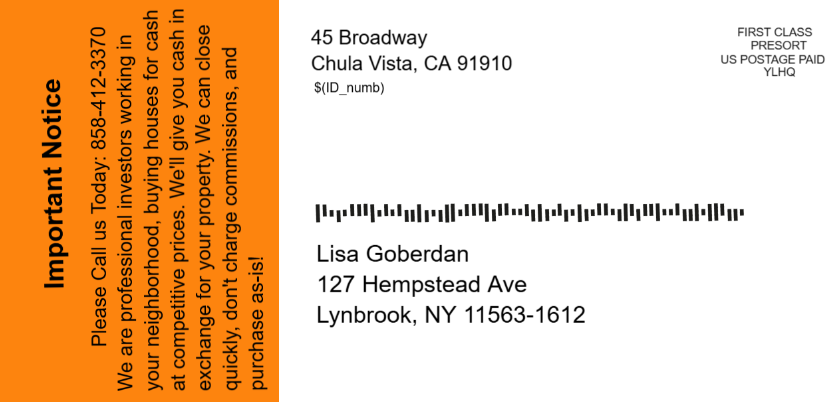 Important Notice
Please Call us Today: 858-412-3370
We are professional investors working in
your neighborhood, buying houses for cash
at competitive prices. We'll give you cash in
exchange for your property. We can close
quickly, don't charge commissions, and
purchase as-is!
45 Broadway
Chula Vista, CA 91910
$(ID_numb)
FIRST CLASS
PRESORT
US POSTAGE PAID
YLHQ
Lisa Goberdan
127 Hempstead Ave
Lynbrook, NY 11563-1612